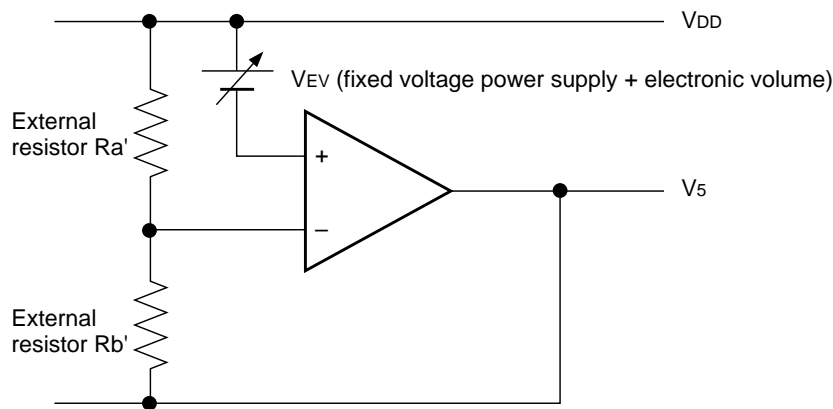 VDD
VEV (fixed voltage power supply + electronic volume)
External
resistor Ra'
+
−
V5
External
resistor Rb'